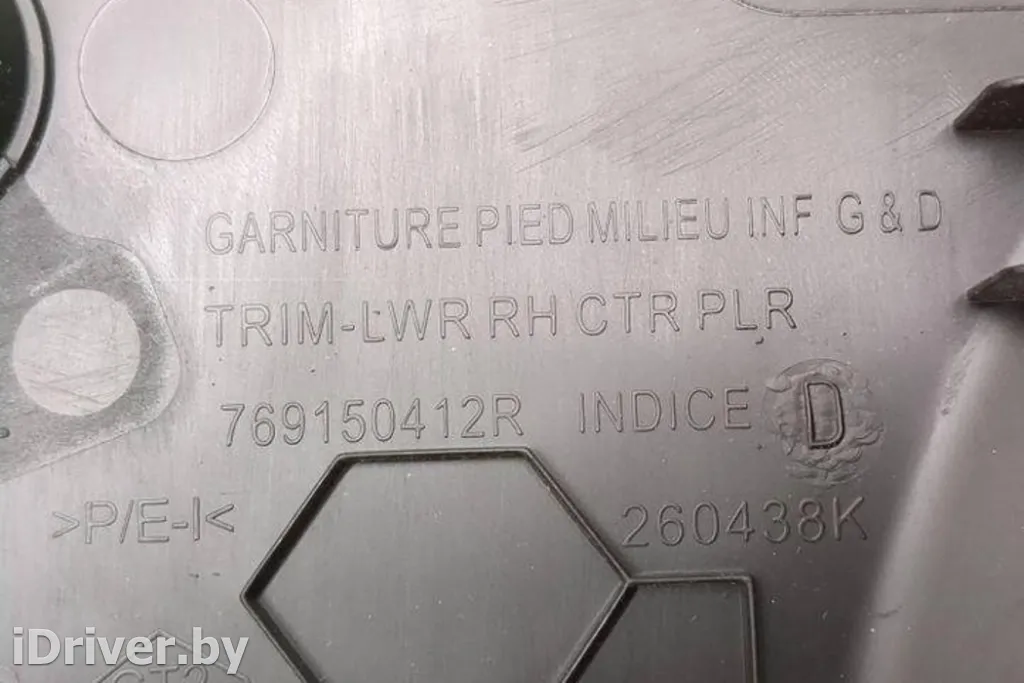 GARNITURE PIED MILIEU INF G & D
TRIM-LWR RH CTR PLR
769150412R INDICE D
>P/E-I< 260438K
iDriver.by